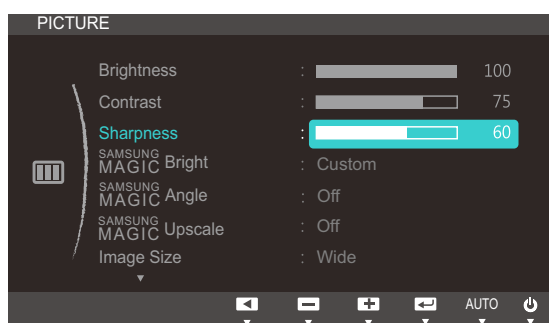 PICTURE
Brightness : 100
Contrast : 75
Sharpness : 60
SAMSUNG
MAGIC Bright : Custom
SAMSUNG
MAGIC Angle : Off
SAMSUNG
MAGIC Upscale : Off
Image Size : Wide
AUTO